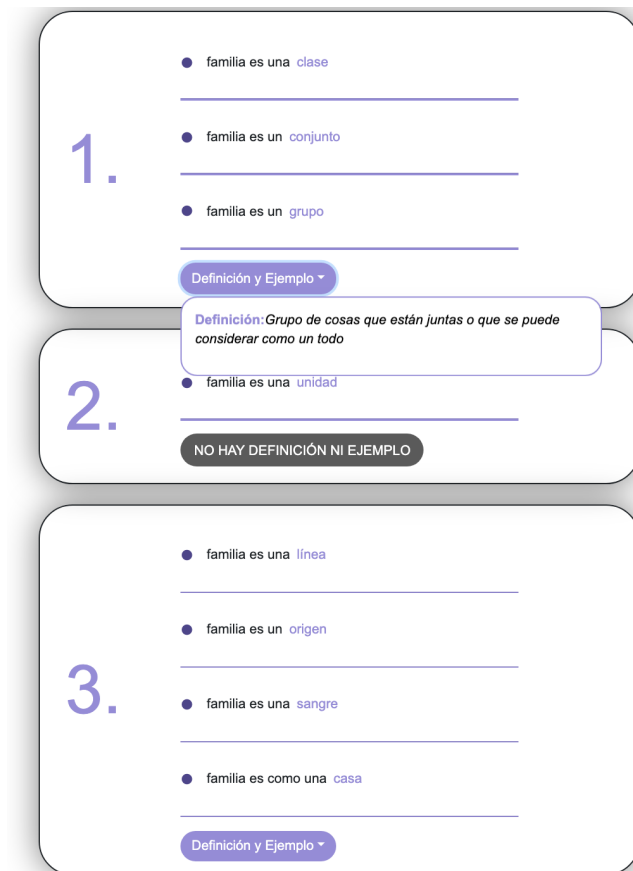 1.
familia es una clase
familia es un conjunto
familia es un grupo
Definición y Ejemplo
Definición:Grupo de cosas que están juntas o que se puede
considerar como un todo
2.
familia es una unidad
NO HAY DEFINICIÓN NI EJEMPLO
3.
familia es una línea
familia es un origen
familia es una sangre
familia es como una casa
Definición y Ejemplo